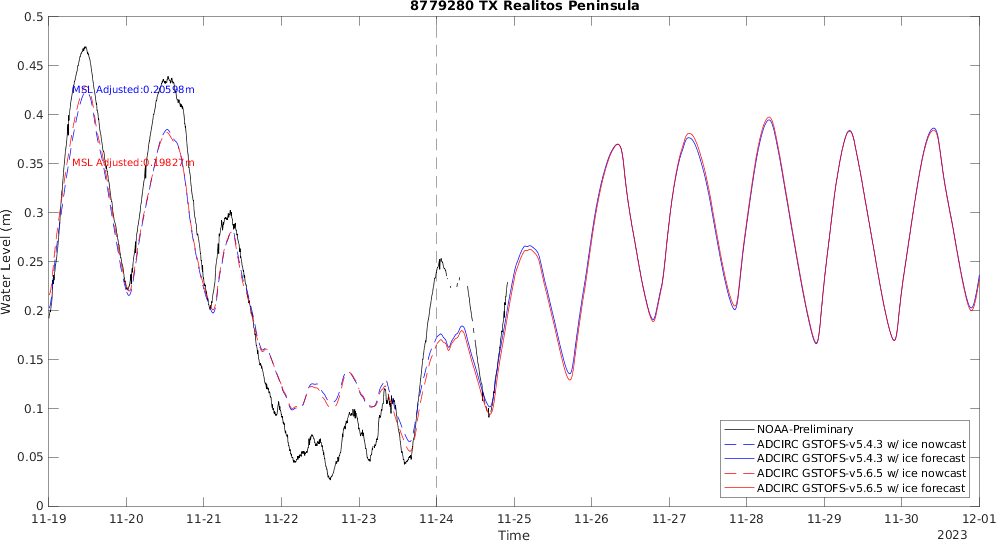 8779280 TX Realitos Peninsula
0.5
0.45
0.4
0.35
0.3
0.25
0.2
0.15
0.1
0.05
0
Water Level (m)
MSL Adjusted:0.20598m
MSL Adjusted:0.19827m
NOAA-Preliminary
ADCIRC GSTOFS-v5.4.3 w/ ice nowcast
ADCIRC GSTOFS-v5.4.3 w/ ice forecast
ADCIRC GSTOFS-v5.6.5 w/ ice nowcast
ADCIRC GSTOFS-v5.6.5 w/ ice forecast
11-19 11-20 11-21 11-22 11-23 11-24 11-25 11-26 11-27 11-28 11-29 11-30 12-01
Time
2023